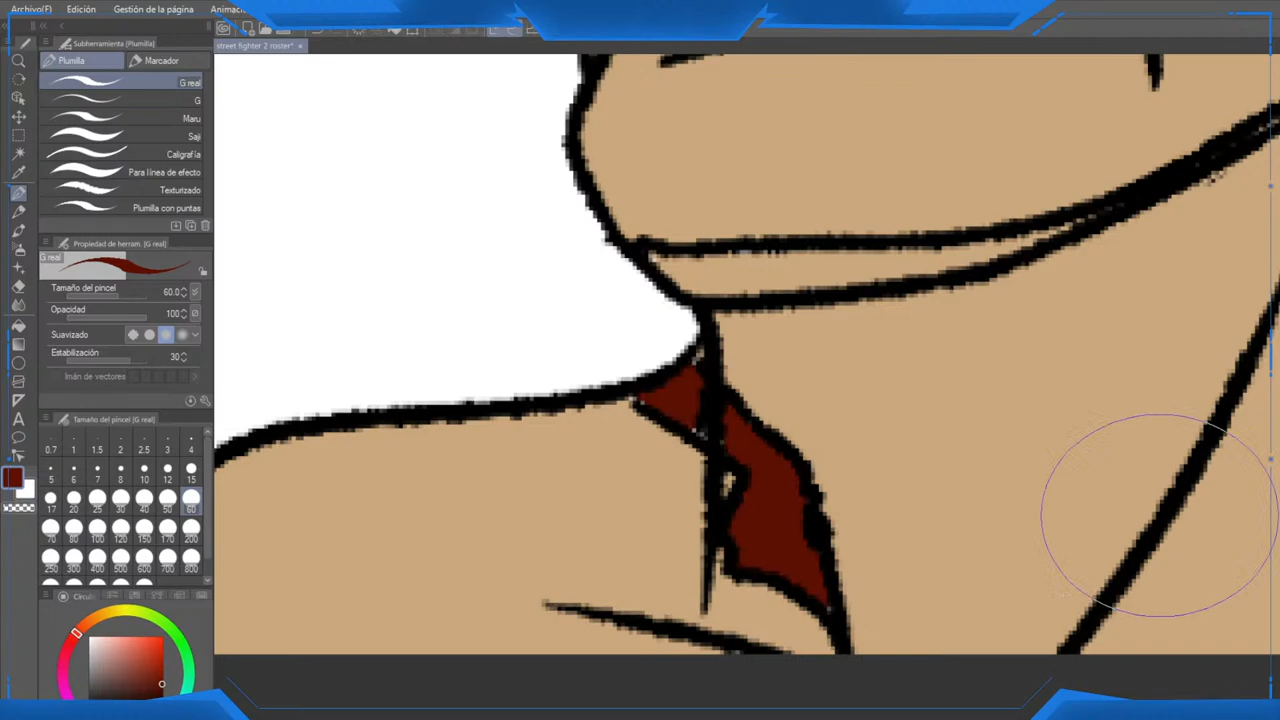 Archivo(F) Edición Gestión de la página Animaci
Subherramienta (Plumilla)
street fighter 2 roster* ×
Plumilla Marcador
G real
G
Maru
Saji
Caligrafía
Para línea de efecto
Texturizado
Plumilla con puntas
Propiedad de herram. (G real)
G real
Tamaño del pincel 60.0
Opacidad 100
Suavizado
Estabilización 30
Imán de vectores
Tamaño del pincel (G real)
0.7 1 1.5 2 2.5 3 4
5 6 7 8 10 12 15
17 20 25 30 40 50 60
70 80 100 120 150 170 200
250 300 400 500 600 700 800
Círculo